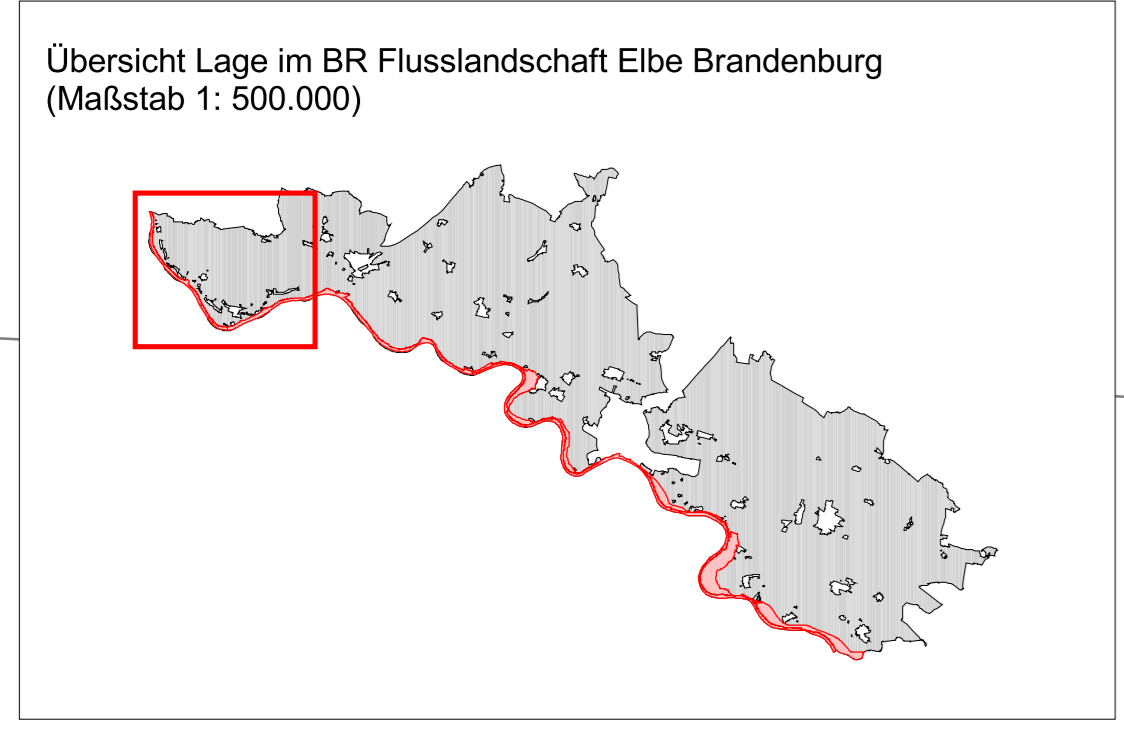 Übersicht Lage im BR Flusslandschaft Elbe Brandenburg
(Maßstab 1: 500.000)